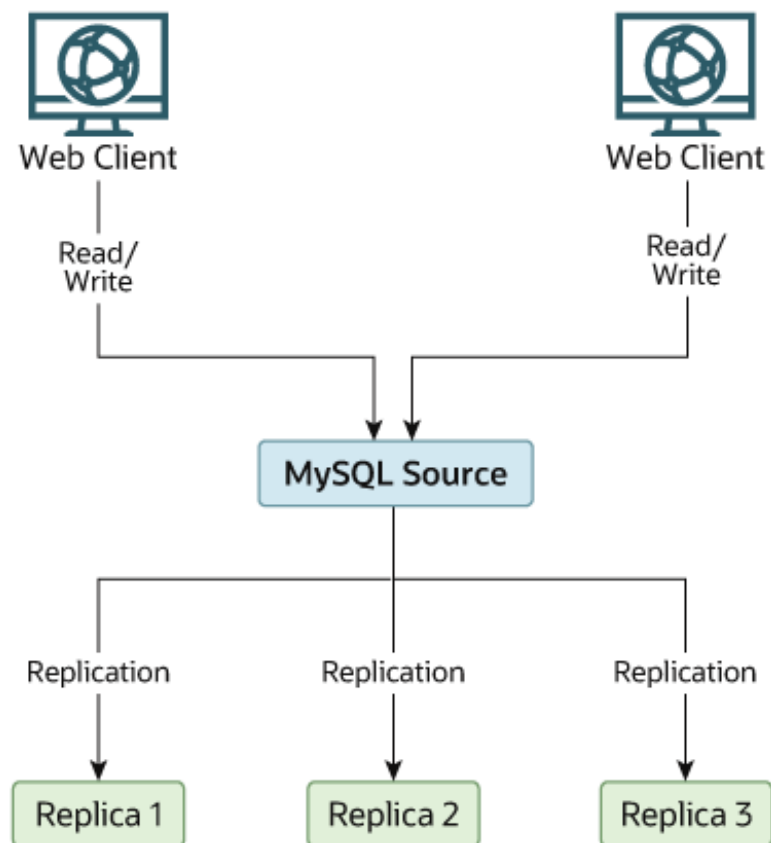 Web Client
Web Client
Read/
Write
Read/
Write
MySQL Source
Replication
Replication
Replication
Replica 1
Replica 2
Replica 3